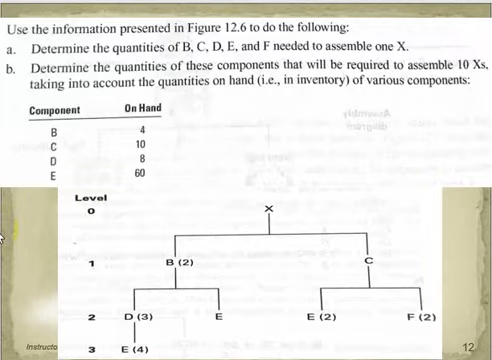 Use the information presented in Figure 12.6 to do the following:
a. Determine the quantities of B, C, D, E, and F needed to assemble one X.
b. Determine the quantities of these components that will be required to assemble 10 Xs,
taking into account the quantities on hand (i.e., in inventory) of various components:
Component On Hand
B 4
C 10
D 8
E 60
Level
0 X
1 B (2) C
2 D (3) E E (2) F (2)
3 E (4)
Instructo 12